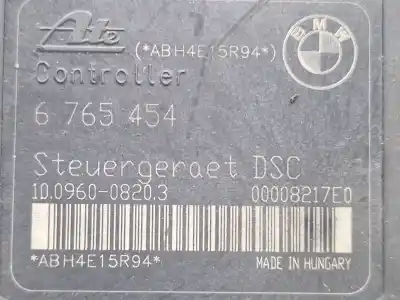 Ate
(*ABH4E15R94*)
BMW
Controller
6 765 454
Steuergeraet DSC
10.0960-0820.3
00008217E0
*ABH4E15R94*
MADE IN HUNGARY